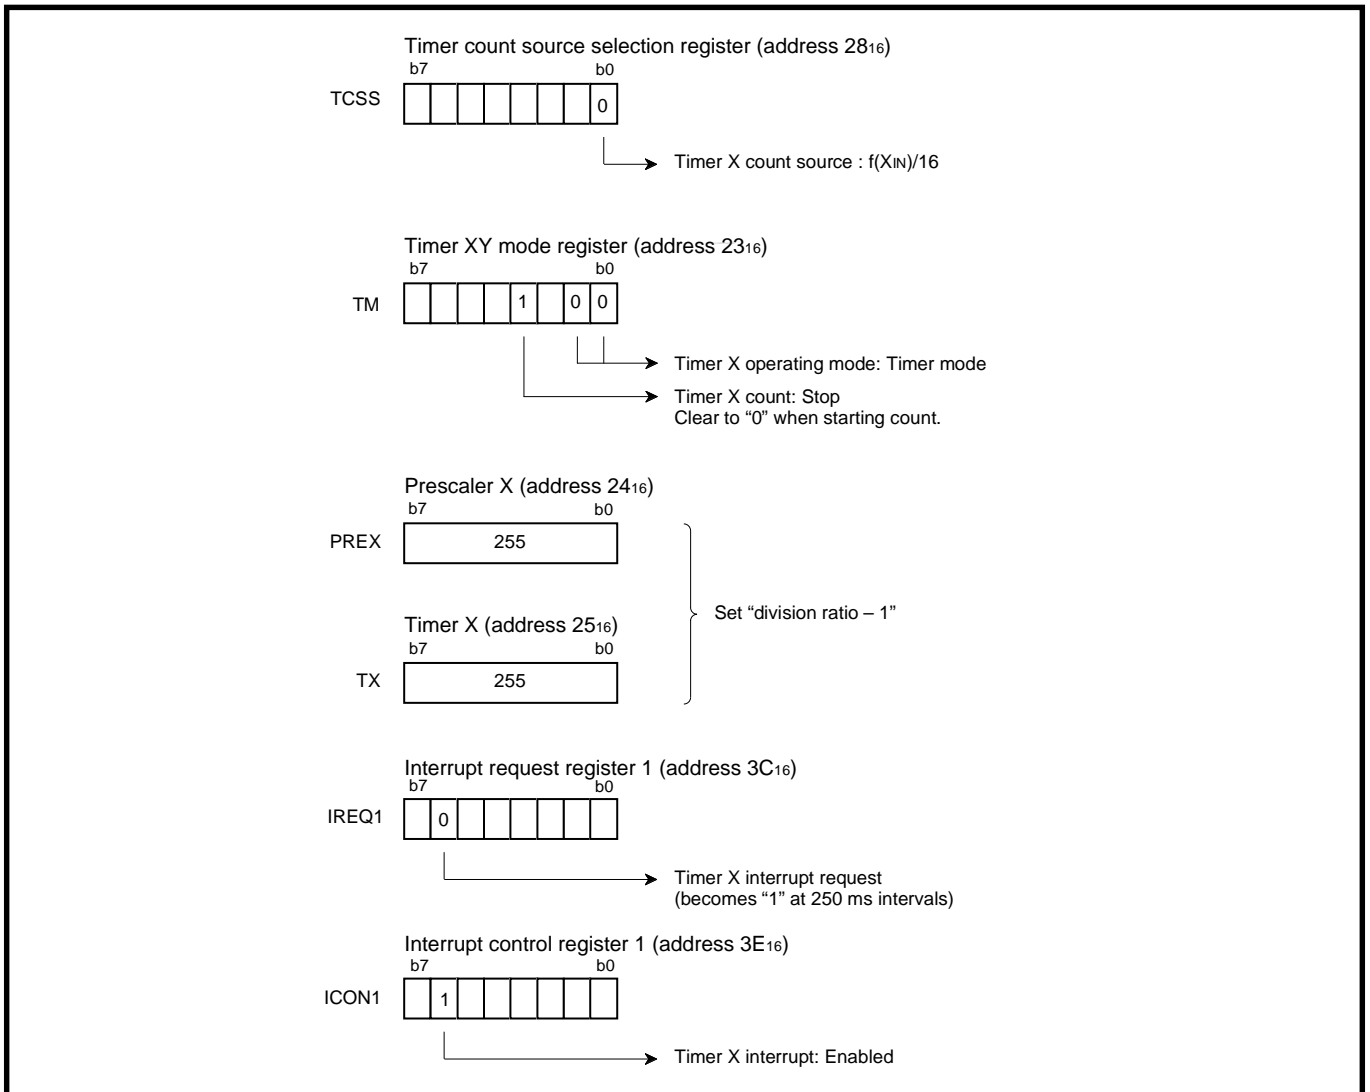 Timer count source selection register (address 2816)
b7 b0
TCSS 0
Timer X count source : f(XIN)/16
Timer XY mode register (address 2316)
b7 b0
TM 1 0 0
Timer X operating mode: Timer mode
Timer X count: Stop
Clear to “0” when starting count.
Prescaler X (address 2416)
b7 b0
PREX 255
Set “division ratio – 1”
Timer X (address 2516)
b7 b0
TX 255
Interrupt request register 1 (address 3C16)
b7 b0
IREQ1 0
Timer X interrupt request
(becomes “1” at 250 ms intervals)
Interrupt control register 1 (address 3E16)
b7 b0
ICON1 1
Timer X interrupt: Enabled